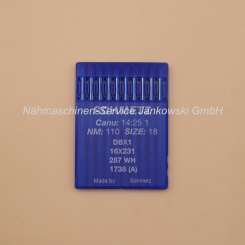 SCHMETZ
Nähmaschinen-Service Jankowski GmbH
Canu: 14:25 1
NM: 110 SIZE: 18
DBX1
16X231
287 WH
1738 (A)
Made by Schmetz